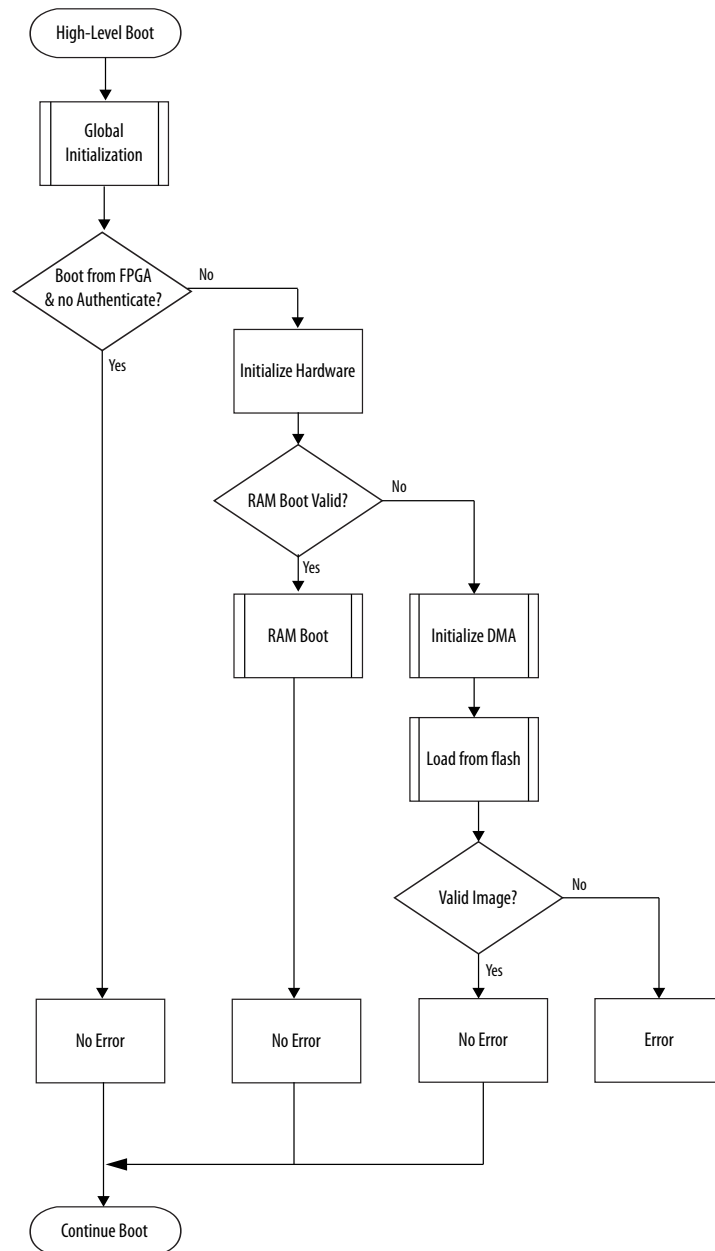 High-Level Boot
Global
Initialization
Boot from FPGA
& no Authenticate?
No
Yes
Initialize Hardware
RAM Boot Valid?
No
Yes
RAM Boot
Initialize DMA
Load from flash
Valid Image?
No
Yes
No Error
No Error
No Error
Error
Continue Boot